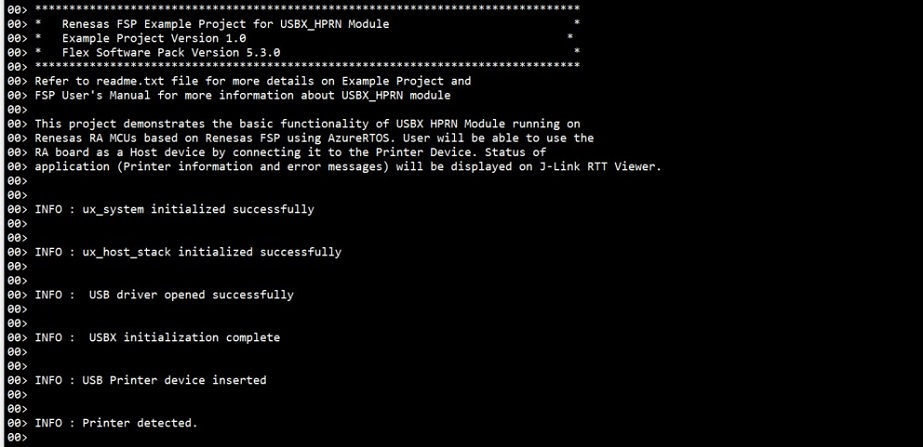 00> ********************************************************************************
00> *   Renesas FSP Example Project for USBX_HPRN Module                           *
00> *   Example Project Version 1.0                                               *
00> *   Flex Software Pack Version 5.3.0                                           *
00> ********************************************************************************
00> Refer to readme.txt file for more details on Example Project and
00> FSP User's Manual for more information about USBX_HPRN module
00>
00> This project demonstrates the basic functionality of USBX HPRN Module running on
00> Renesas RA MCUs based on Renesas FSP using AzureRTOS. User will be able to use the
00> RA board as a Host device by connecting it to the Printer Device. Status of
00> application (Printer information and error messages) will be displayed on J-Link RTT Viewer.
00>
00>
00> INFO : ux_system initialized successfully
00>
00>
00> INFO : ux_host_stack initialized successfully
00>
00>
00> INFO :  USB driver opened successfully
00>
00>
00> INFO :  USBX initialization complete
00>
00>
00> INFO : USB Printer device inserted
00>
00>
00> INFO : Printer detected.
00>